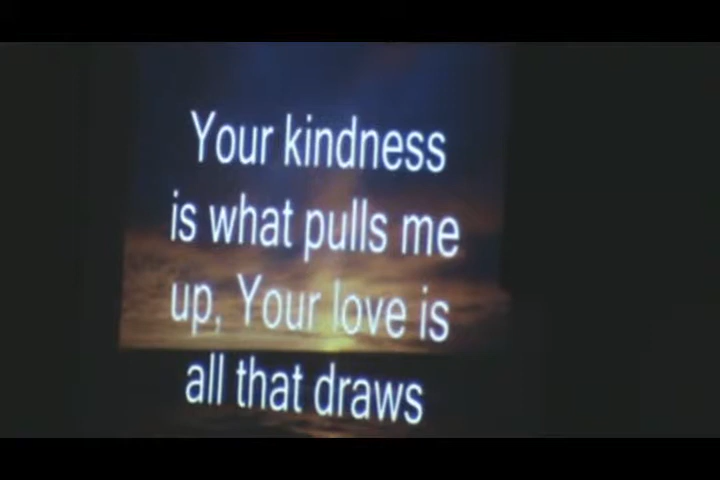 Your kindness
is what pulls me
up, Your love is
all that draws